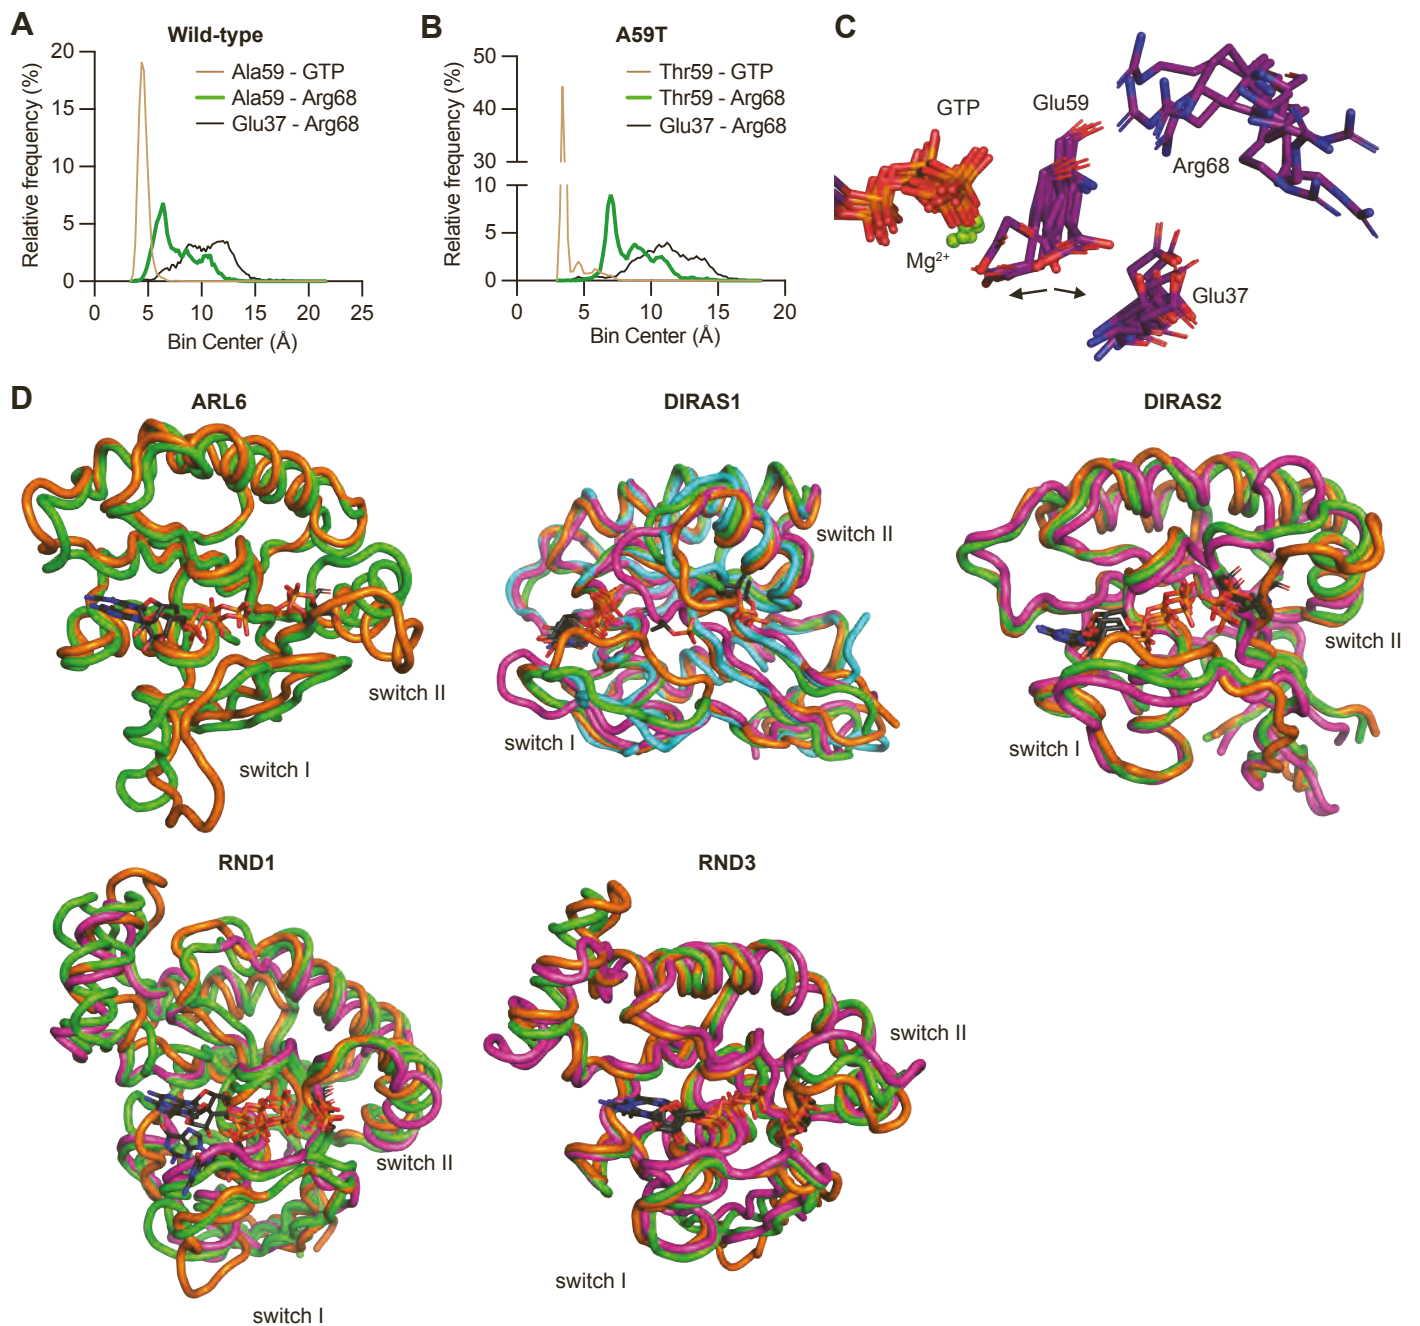 A
Wild-type
Relative frequency (%)
20
15
10
5
0
Ala59 - GTP
Ala59 - Arg68
Glu37 - Arg68
0 5 10 15 20 25
Bin Center (Å)
B
A59T
Relative frequency (%)
50
40
30
10
5
0
Thr59 - GTP
Thr59 - Arg68
Glu37 - Arg68
0 5 10 15 20
Bin Center (Å)
C
GTP
Glu59
Arg68
Mg²⁺
Glu37
D
ARL6
switch II
switch I
DIRAS1
switch II
switch I
DIRAS2
switch II
switch I
RND1
switch II
switch I
RND3
switch II
switch I